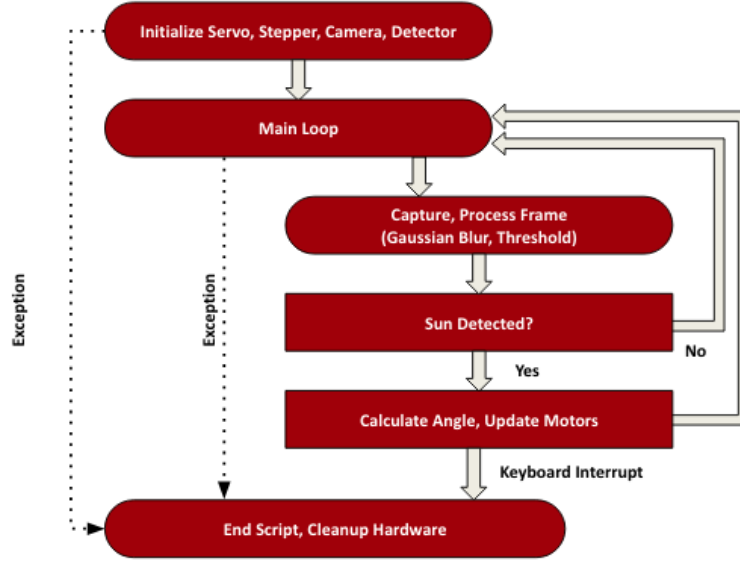 Initialize Servo, Stepper, Camera, Detector
Main Loop
Capture, Process Frame
(Gaussian Blur, Threshold)
Exception
Exception
Sun Detected?
No
Yes
Calculate Angle, Update Motors
Keyboard Interrupt
End Script, Cleanup Hardware